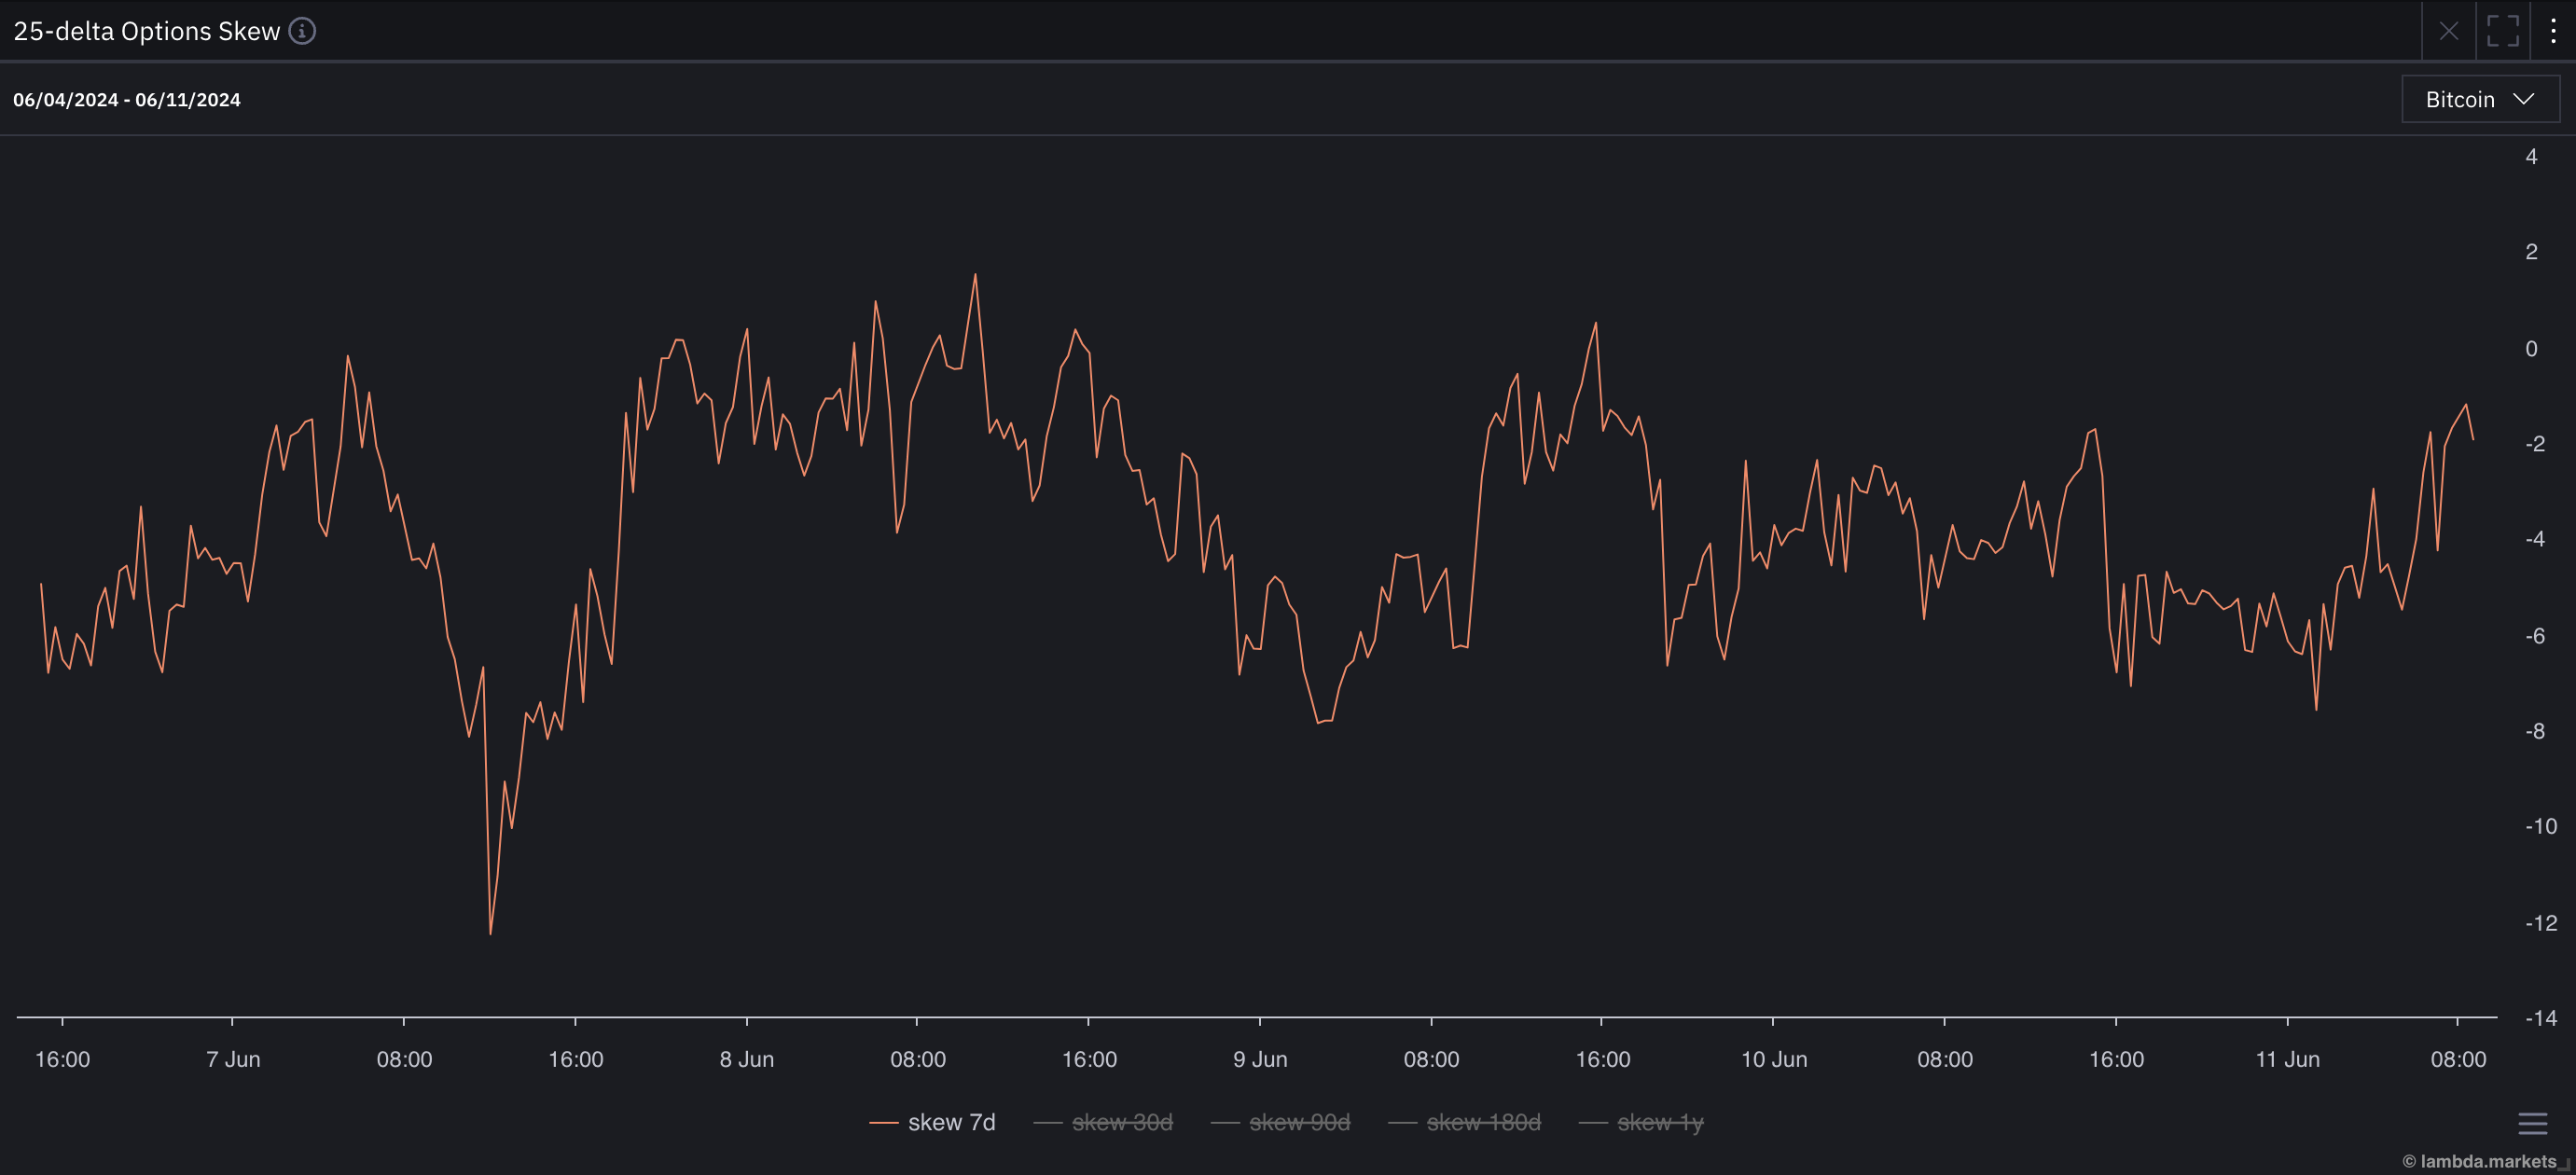 25-delta Options Skew
06/04/2024 - 06/11/2024
Bitcoin
4
2
0
-2
-4
-6
-8
-10
-12
-14
16:00 7 Jun 08:00 16:00 8 Jun 08:00 16:00 9 Jun 08:00 16:00 10 Jun 08:00 16:00 11 Jun 08:00
skew 7d skew 30d skew 90d skew 180d skew 1y
© lambda.markets